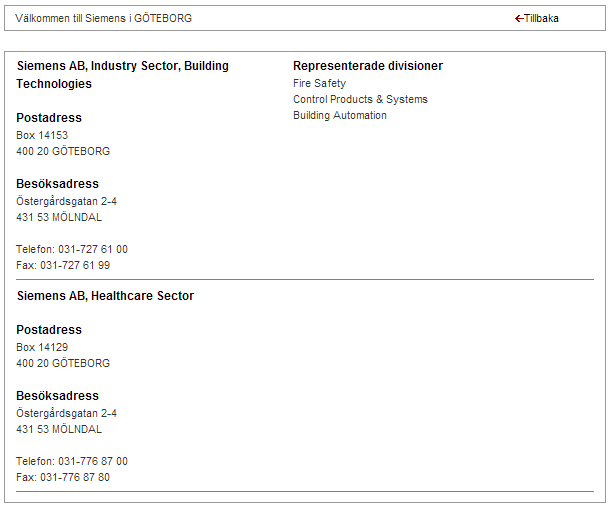 Välkommen till Siemens i GÖTEBORG
Tillbaka
Siemens AB, Industry Sector, Building
Technologies
Postadress
Box 14153
400 20 GÖTEBORG
Besöksadress
Östergårdsgatan 2-4
431 53 MÖLNDAL
Telefon: 031-727 61 00
Fax: 031-727 61 99
Representerade divisioner
Fire Safety
Control Products & Systems
Building Automation
Siemens AB, Healthcare Sector
Postadress
Box 14129
400 20 GÖTEBORG
Besöksadress
Östergårdsgatan 2-4
431 53 MÖLNDAL
Telefon: 031-776 87 00
Fax: 031-776 87 80